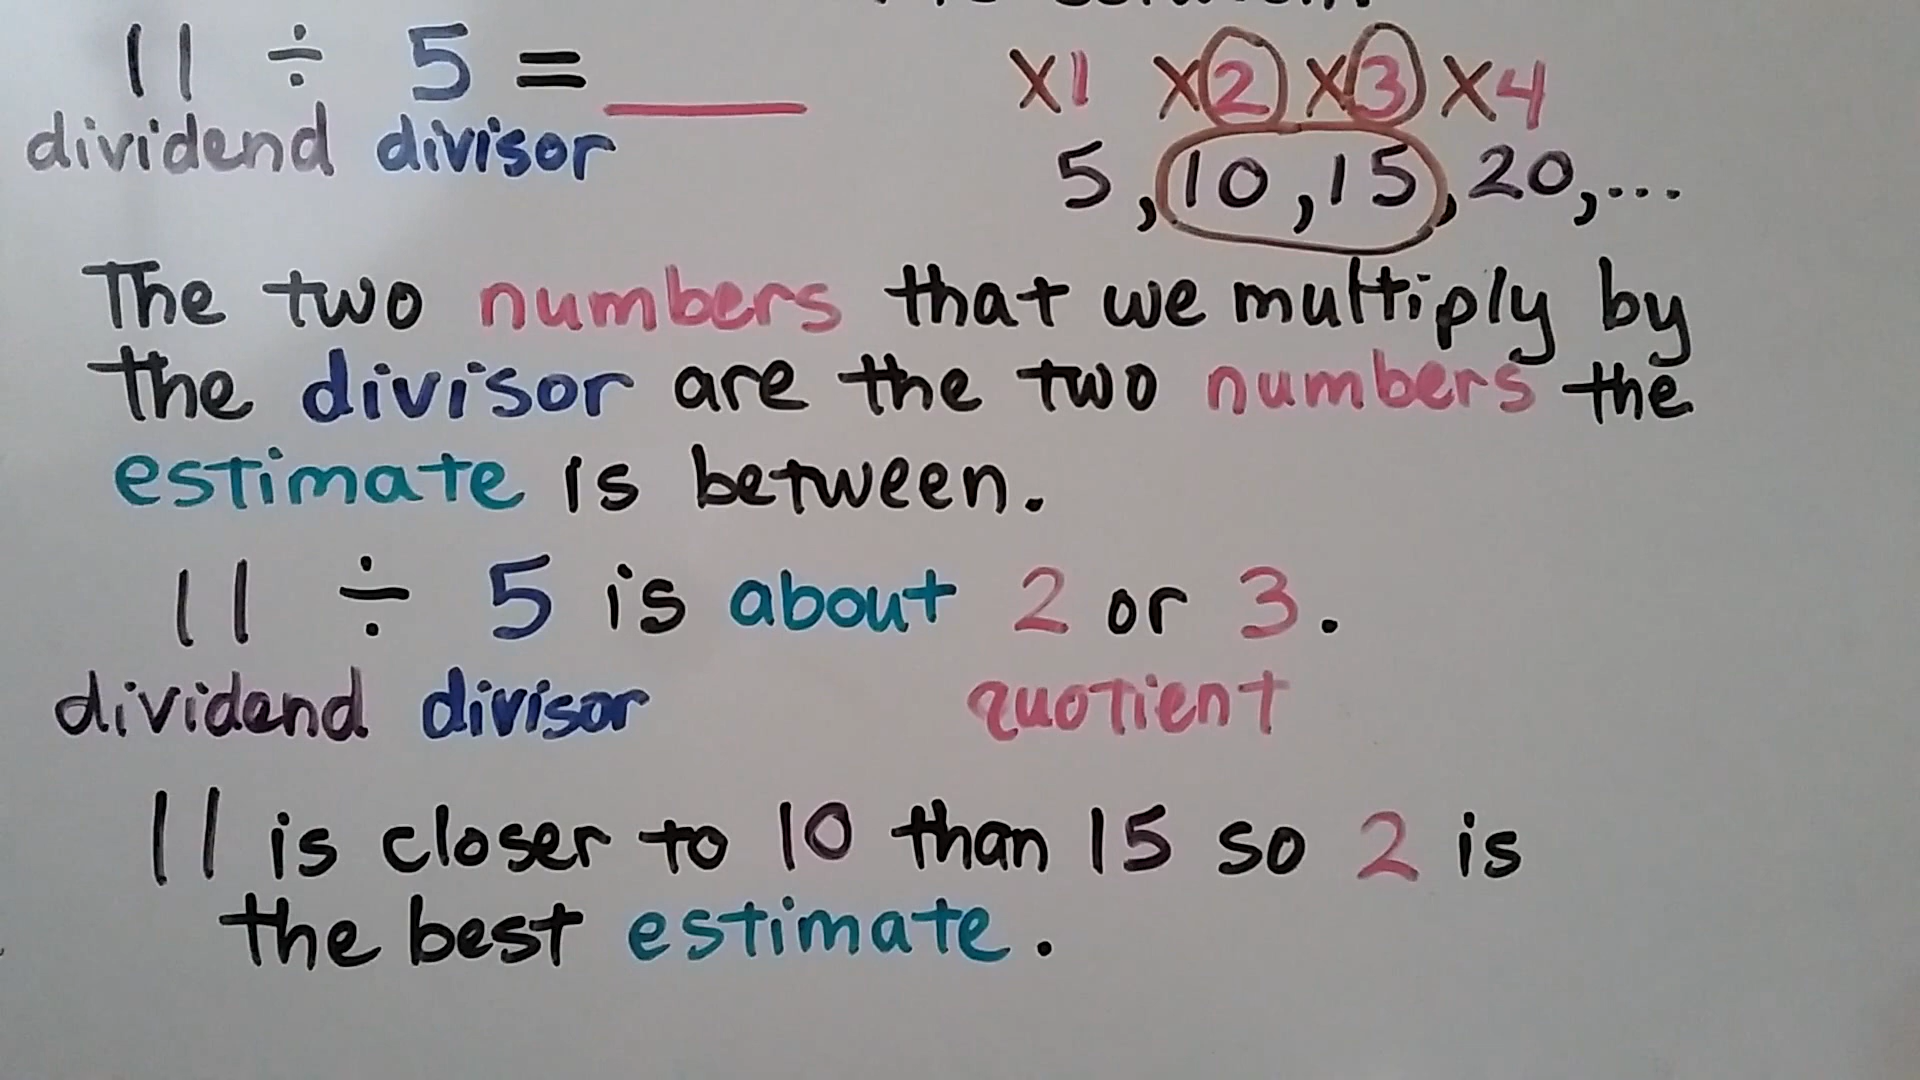 11 ÷ 5 = ____
dividend divisor
x1 x2 x3 x4
5, 10, 15, 20, ...
The two numbers that we multiply by
the divisor are the two numbers the
estimate is between.
11 ÷ 5 is about 2 or 3.
dividend divisor quotient
11 is closer to 10 than 15 so 2 is
the best estimate.